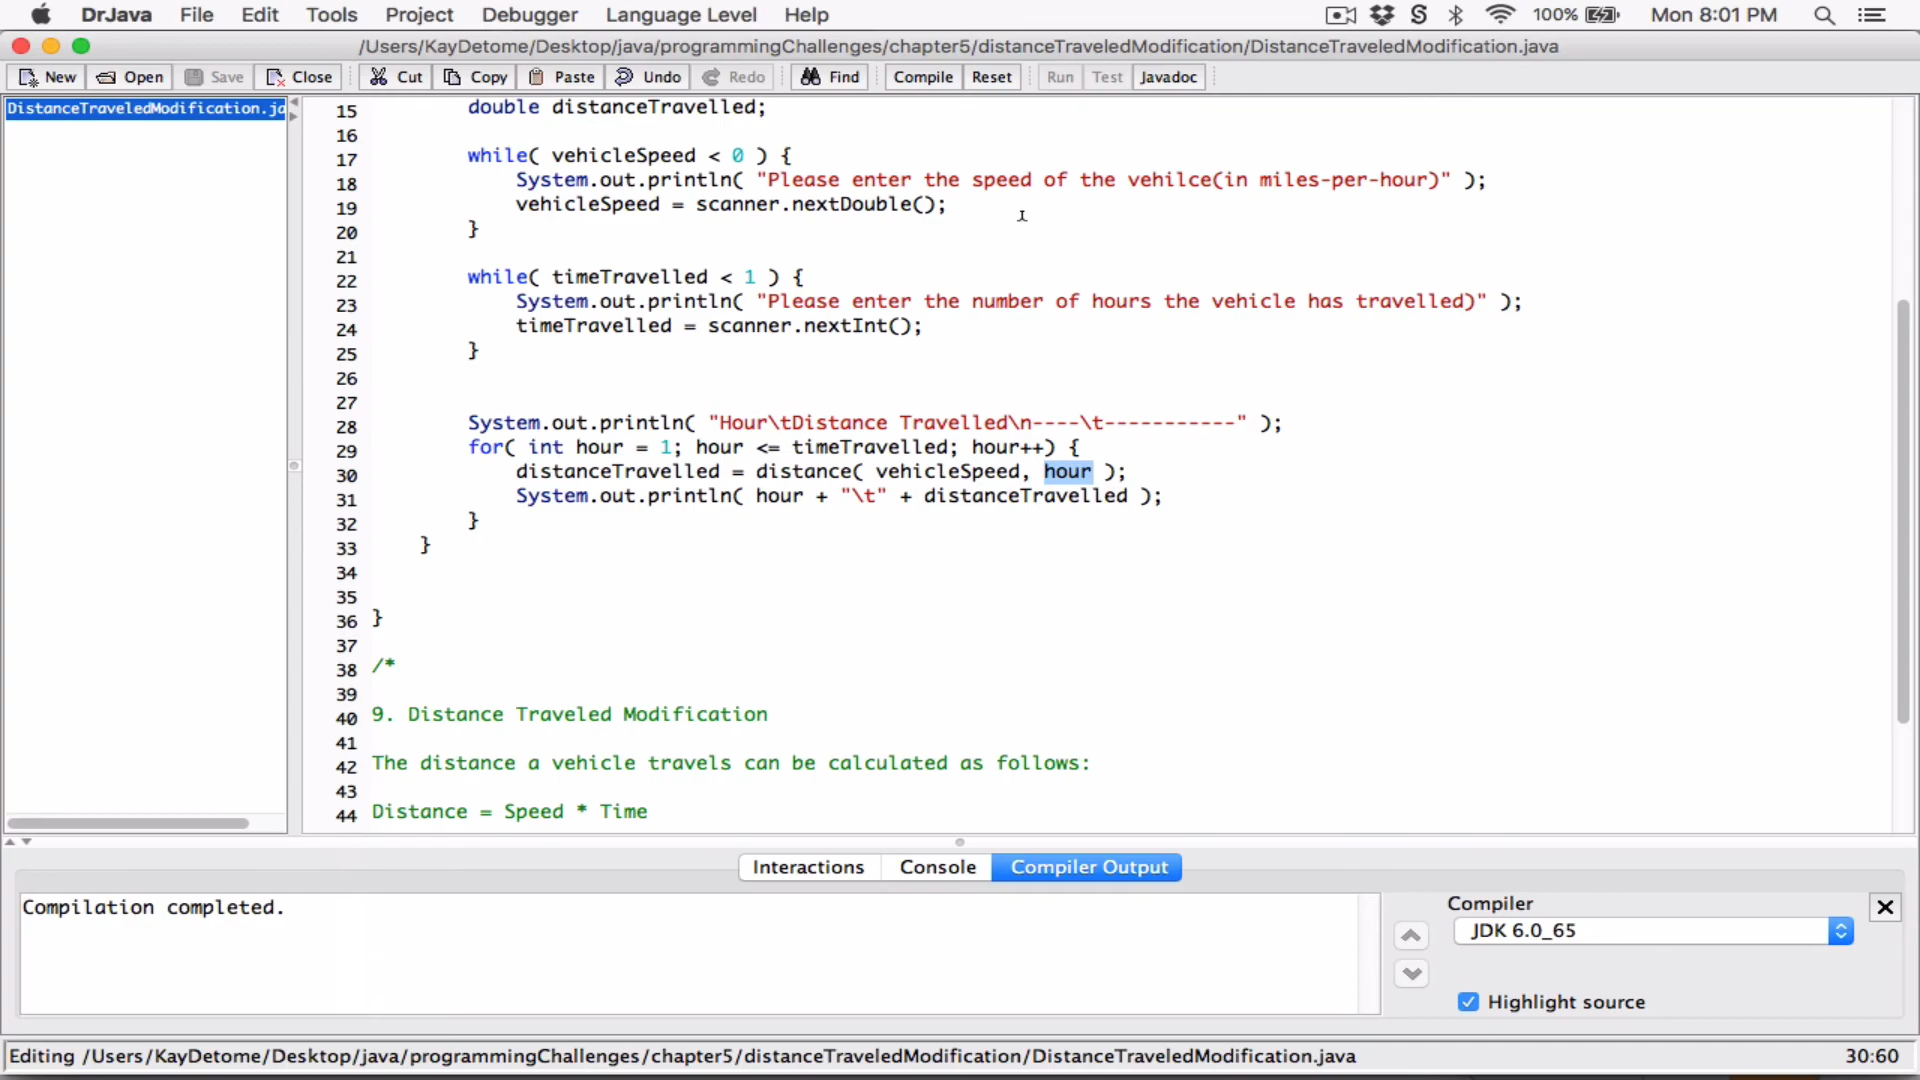 DrJava File Edit Tools Project Debugger Language Level Help 100% Mon 8:01 PM
/Users/KayDetome/Desktop/java/programmingChallenges/chapter5/distanceTraveledModification/DistanceTraveledModification.java
New Open Save Close Cut Copy Paste Undo Redo Find Compile Reset Run Test Javadoc
DistanceTraveledModification.ja
15 double distanceTravelled;
16
17 while( vehicleSpeed < 0 ) {
18 System.out.println( "Please enter the speed of the vehilce(in miles-per-hour)" );
19 vehicleSpeed = scanner.nextDouble();
20 }
21
22 while( timeTravelled < 1 ) {
23 System.out.println( "Please enter the number of hours the vehicle has travelled)" );
24 timeTravelled = scanner.nextInt();
25 }
26
27
28 System.out.println( "Hour\tDistance Travelled\n----\t-----------" );
29 for( int hour = 1; hour <= timeTravelled; hour++) {
30 distanceTravelled = distance( vehicleSpeed, hour );
31 System.out.println( hour + "\t" + distanceTravelled );
32 }
33 }
34
35
36 }
37
38 /*
39
40 9. Distance Traveled Modification
41
42 The distance a vehicle travels can be calculated as follows:
43
44 Distance = Speed * Time
Interactions Console Compiler Output
Compilation completed.
Compiler
JDK 6.0_65
Highlight source
Editing /Users/KayDetome/Desktop/java/programmingChallenges/chapter5/distanceTraveledModification/DistanceTraveledModification.java 30:60